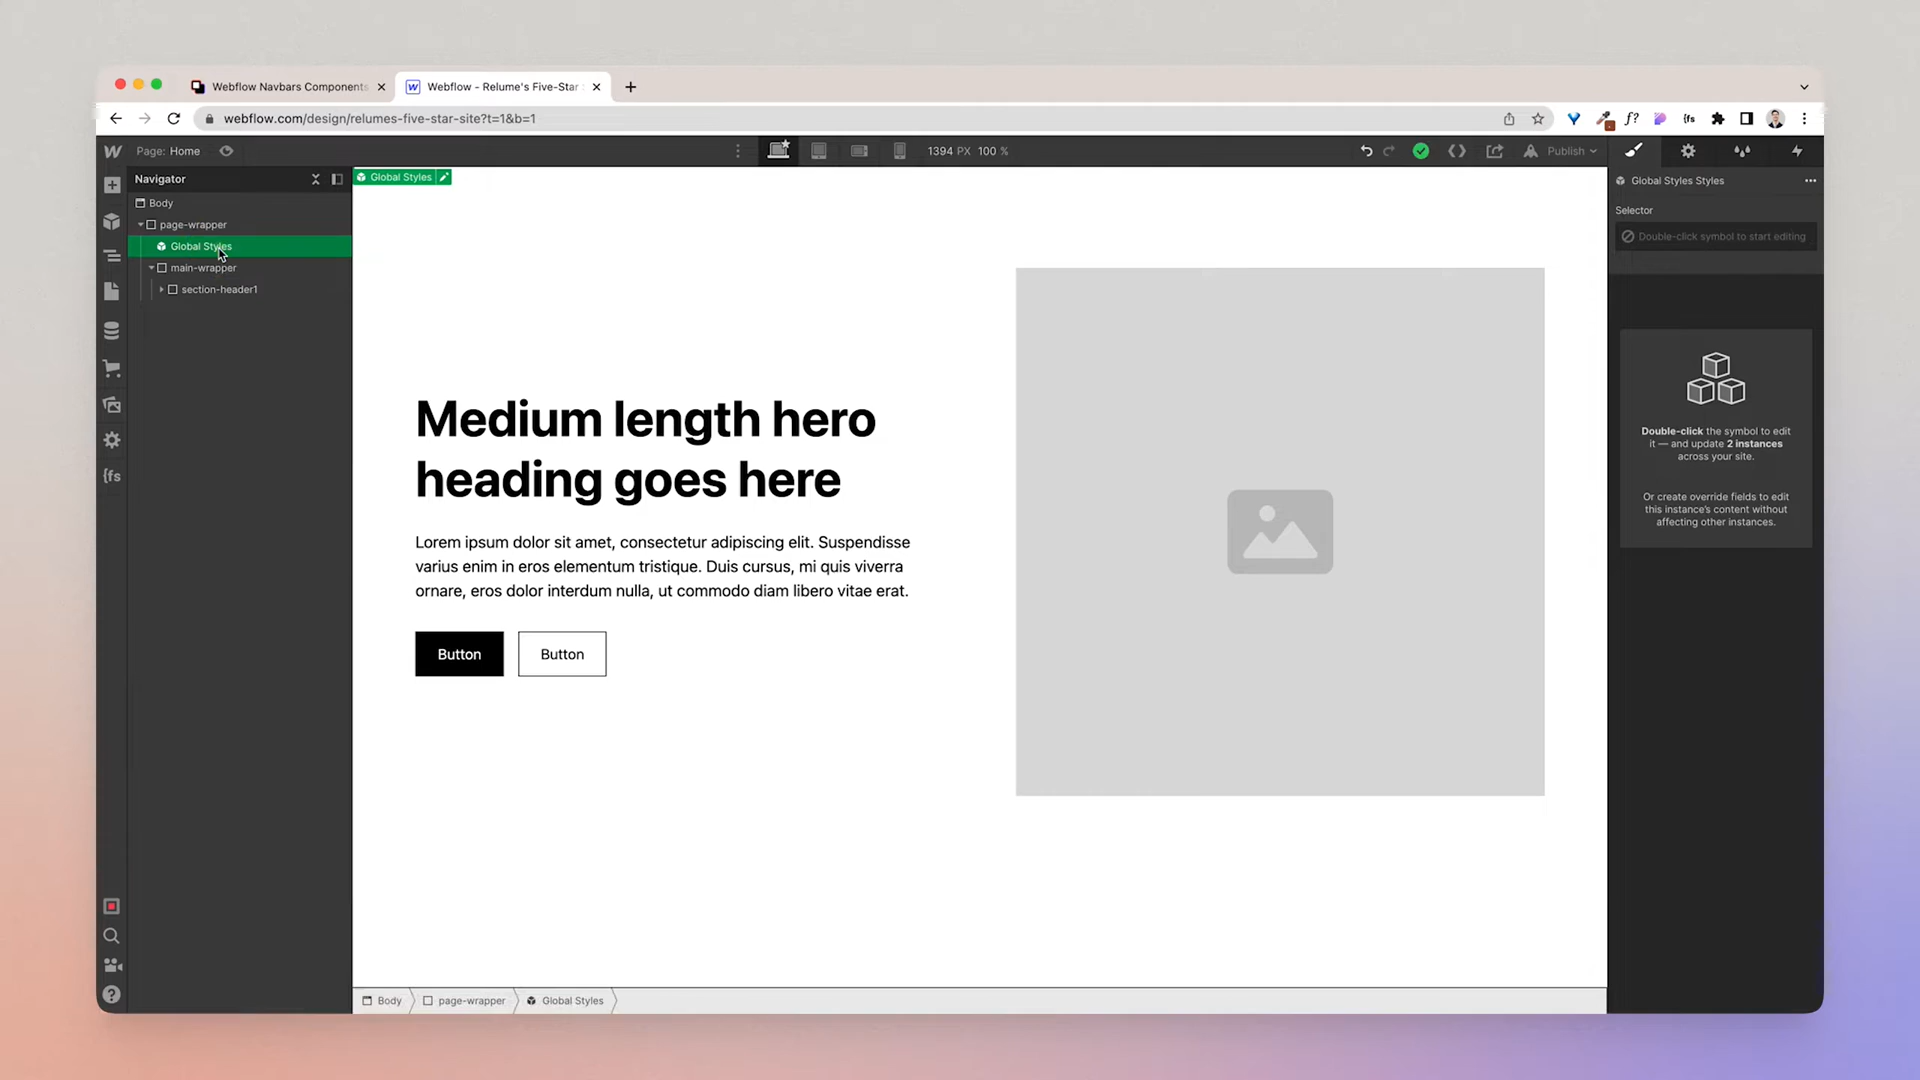 Webflow Navbars Components
Webflow - Relume's Five-Star
webflow.com/design/relumes-five-star-site?t=1&b=1
Page: Home
1394 PX 100 %
Publish
Navigator
Body
page-wrapper
Global Styles
main-wrapper
section-header1
Global Styles
Medium length hero
heading goes here
Lorem ipsum dolor sit amet, consectetur adipiscing elit. Suspendisse
varius enim in eros elementum tristique. Duis cursus, mi quis viverra
ornare, eros dolor interdum nulla, ut commodo diam libero vitae erat.
Button
Button
Body
page-wrapper
Global Styles
Global Styles Styles
Selector
Double-click symbol to start editing
Double-click the symbol to edit
it — and update 2 instances
across your site.
Or create override fields to edit
this instance's content without
affecting other instances.